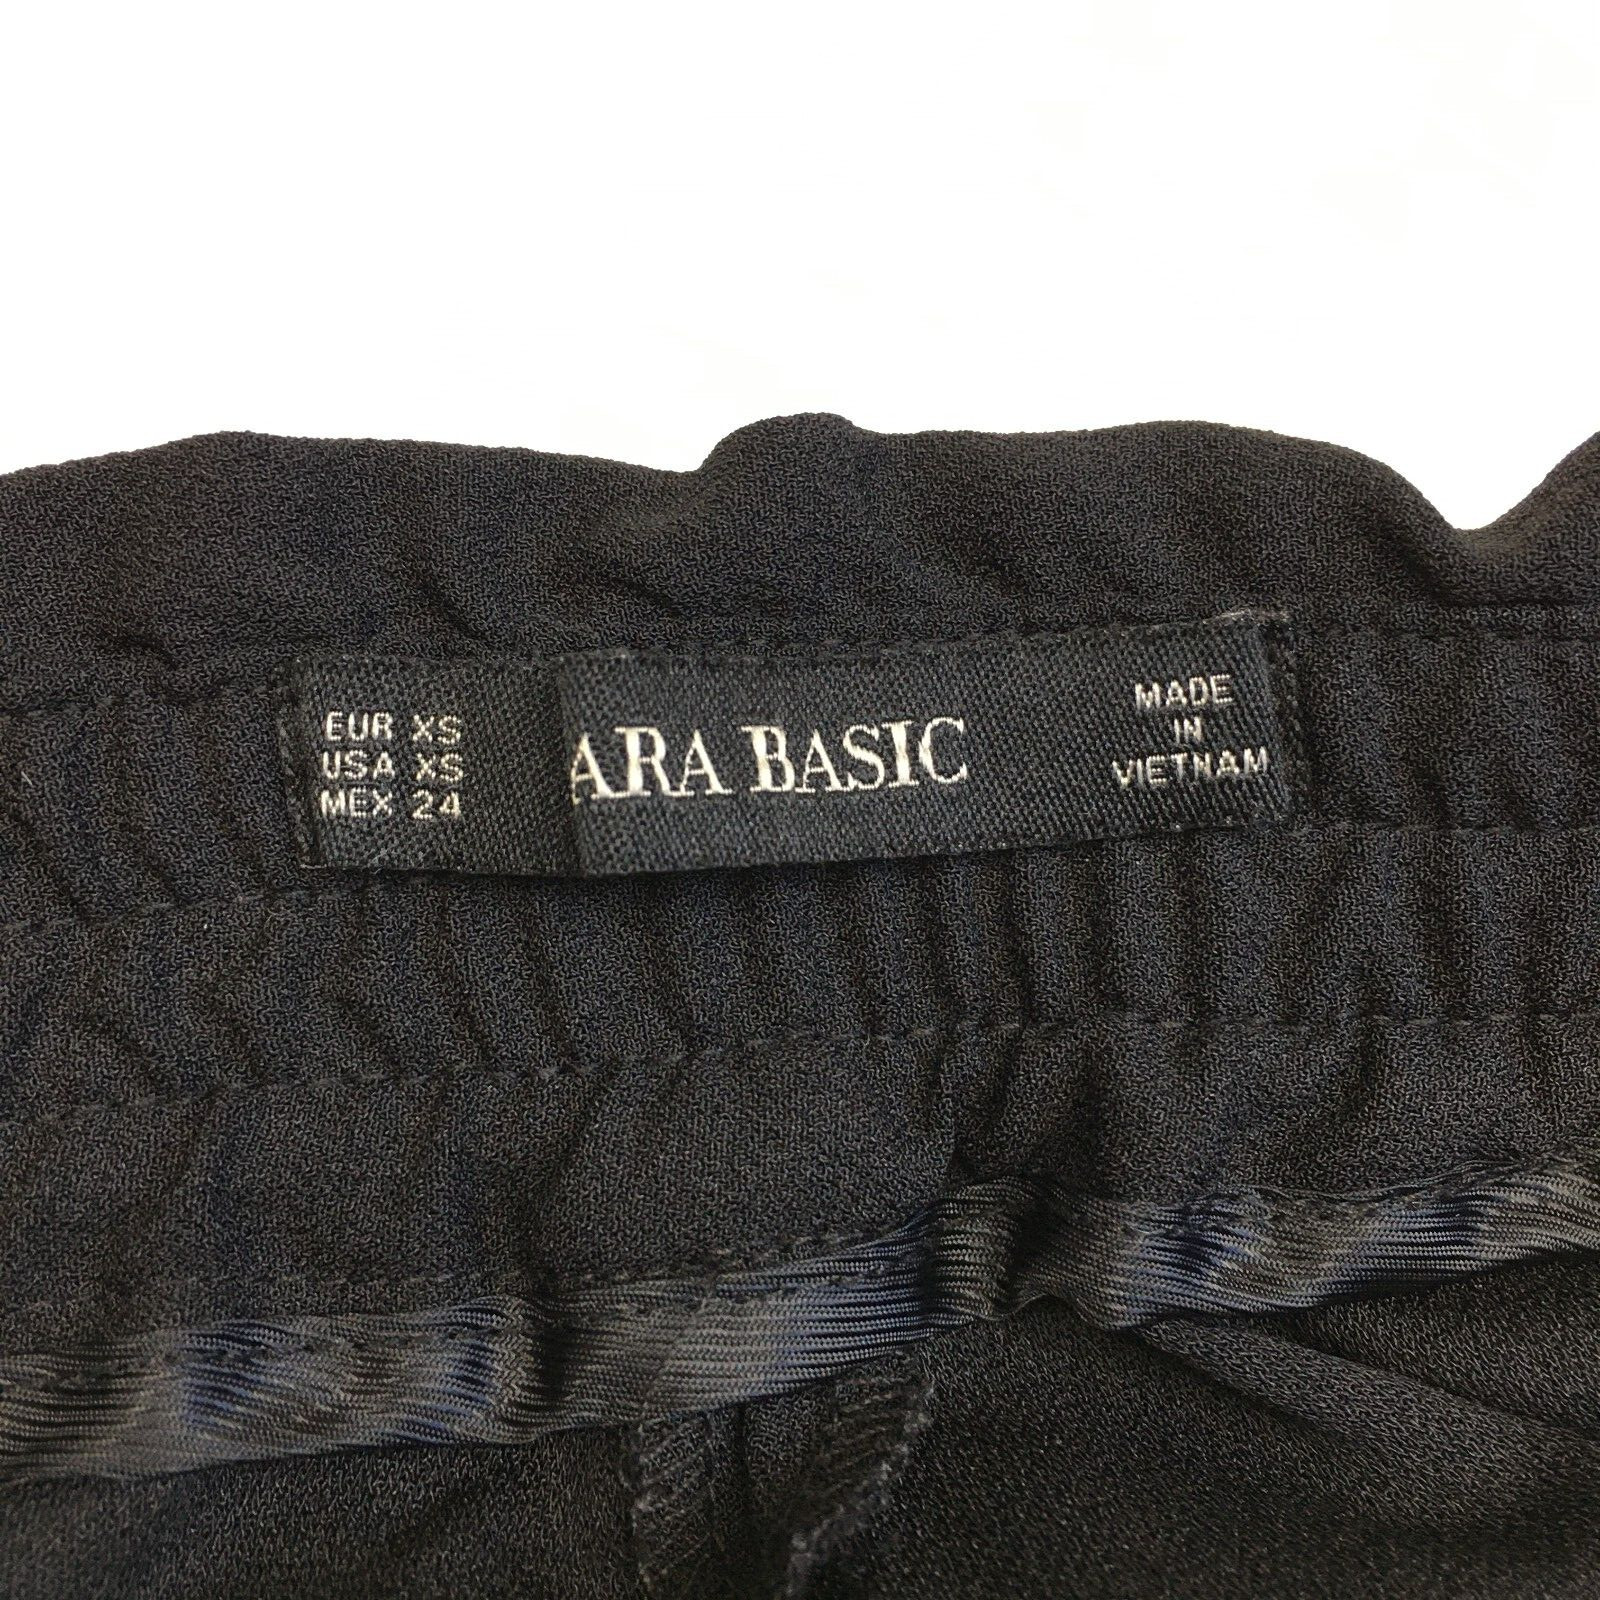 EUR XS
USA XS
MEX 24
ARA BASIC
MADE
IN
VIETNAM